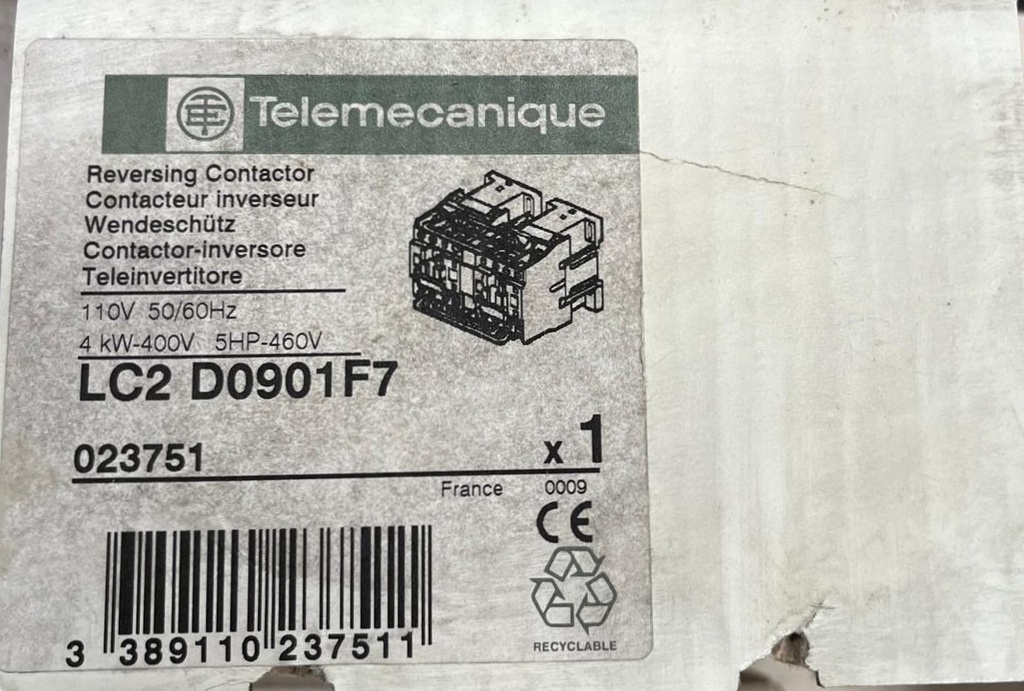 Telemecanique
Reversing Contactor
Contacteur inverseur
Wendeschütz
Contactor-inversore
Teleinvertitore
110V 50/60Hz
4 kW-400V 5HP-460V
LC2 D0901F7
023751
x 1
France 0009
CE
3 389110 237511
RECYCLABLE